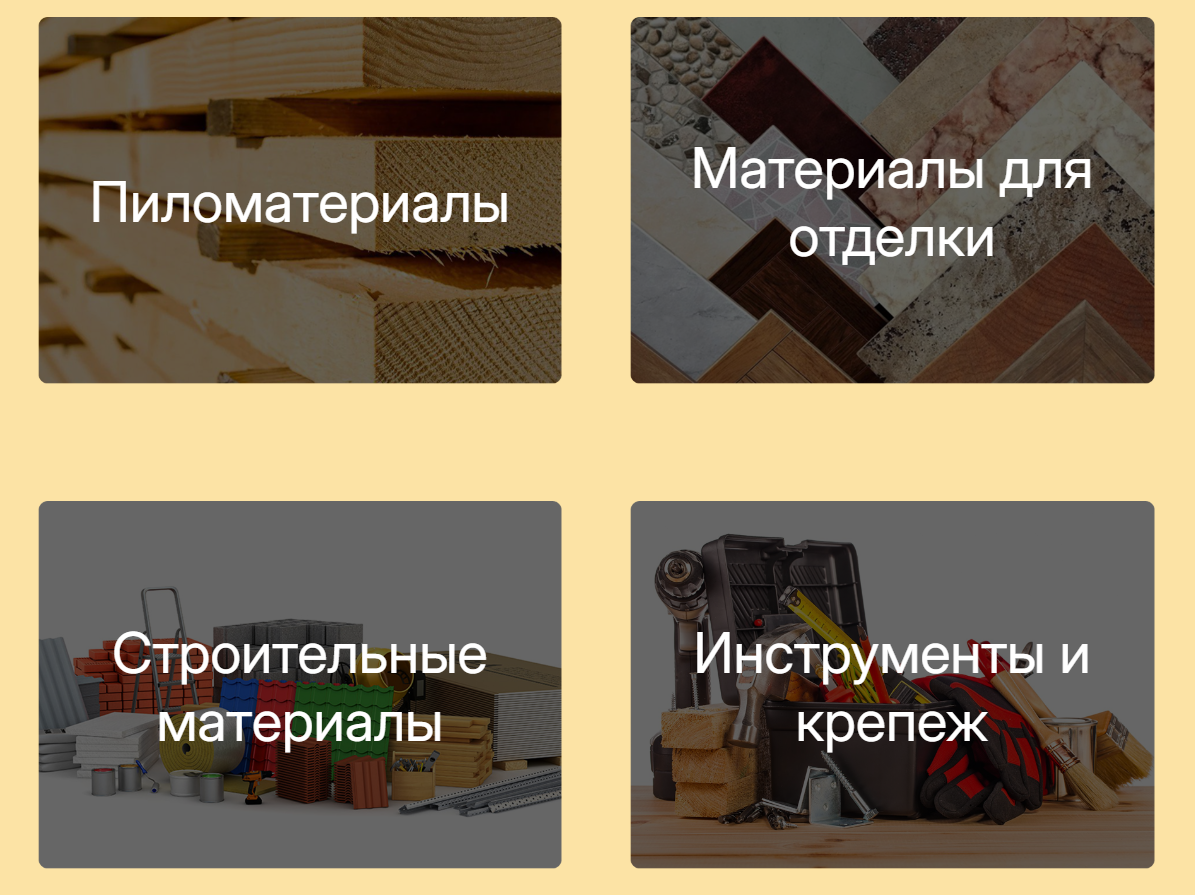 Пиломатериалы
Материалы для
отделки
Строительные
материалы
Инструменты и
крепеж